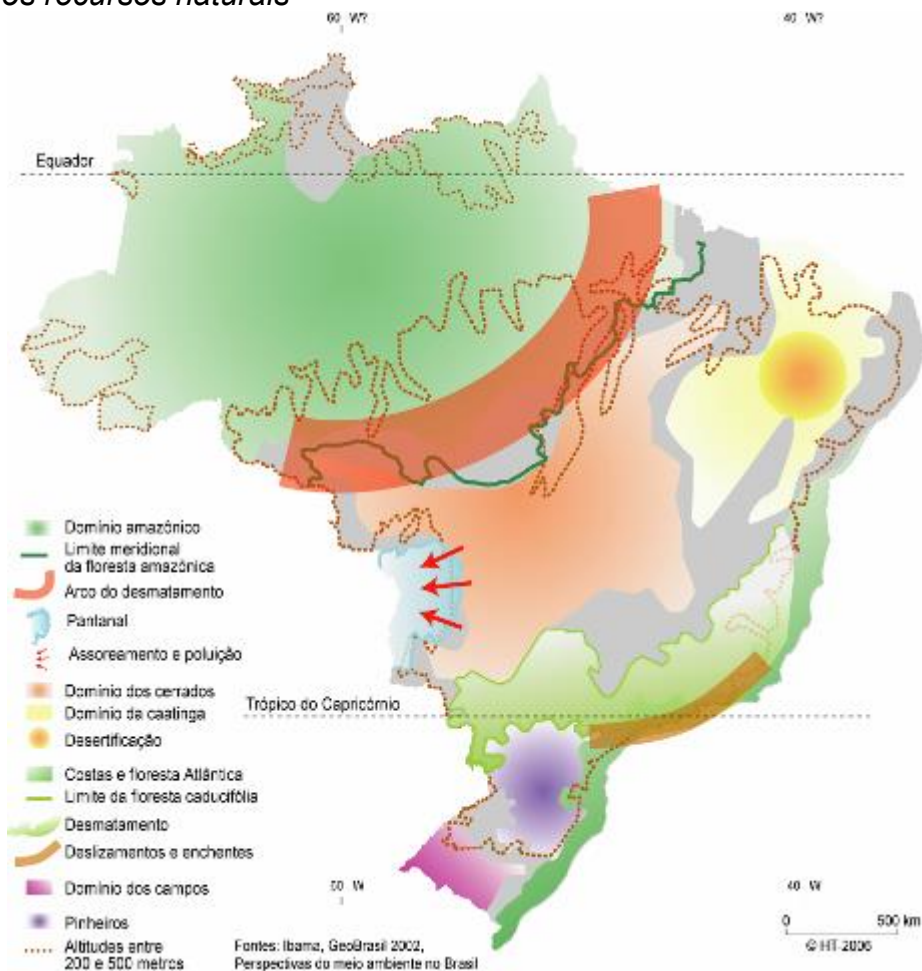 os recursos naturais
60 W? 40 W?
Equador
Domínio amazônico
Limite meridional
da floresta amazônica
Arco do desmatamento
Pantanal
Assoreamento e poluição
Domínio dos cerrados
Domínio da caatinga
Desertificação
Trópico do Capricórnio
Costas e floresta Atlântica
Limite da floresta caducifólia
Desmatamento
Deslizamentos e enchentes
Domínio dos campos
Pinheiros
Altitudes entre
200 e 500 metros
Fontes: Ibama, GeoBrasil 2002,
Perspectivas do meio ambiente no Brasil
W 40 W
0 500 km
© HT-2006